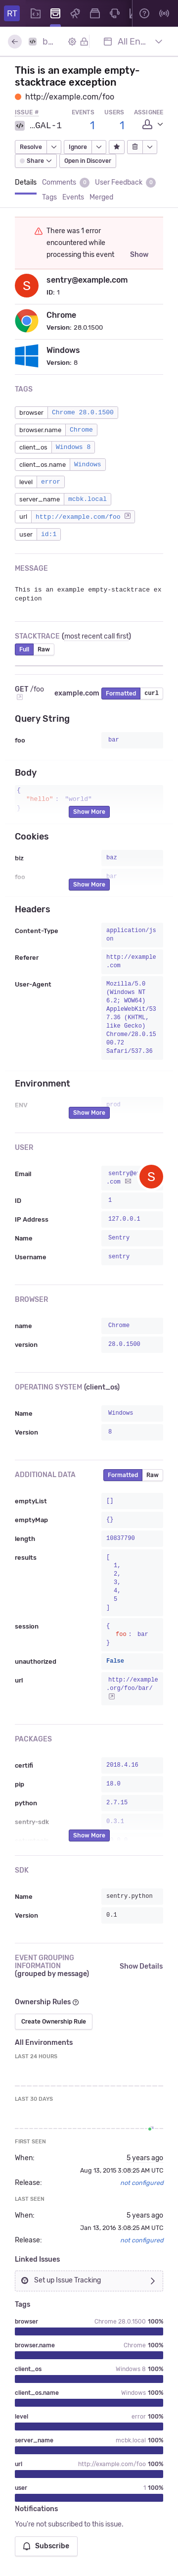 RT
b...
All En...
This is an example empty-
stacktrace exception
http://example.com/foo
ISSUE # EVENTS USERS ASSIGNEE
...GAL-1 1 1
Resolve Ignore
Share Open in Discover
Details Comments 0 User Feedback 0
Tags Events Merged
There was 1 error
encountered while
processing this event Show
S sentry@example.com
ID: 1
Chrome
Version: 28.0.1500
Windows
Version: 8
TAGS
browser Chrome 28.0.1500
browser.name Chrome
client_os Windows 8
client_os.name Windows
level error
server_name mcbk.local
url http://example.com/foo
user id:1
MESSAGE
This is an example empty-stacktrace ex
ception
STACKTRACE (most recent call first)
Full Raw
GET /foo example.com Formatted curl
Query String
foo bar
Body
{
"hello": "world"
}
Show More
Cookies
biz baz
foo bar
Show More
Headers
Content-Type application/js
on
Referer http://example
.com
User-Agent Mozilla/5.0
(Windows NT
6.2; WOW64)
AppleWebKit/53
7.36 (KHTML,
like Gecko)
Chrome/28.0.15
00.72
Safari/537.36
Environment
ENV prod
Show More
USER
Email sentry@e
.com S
ID 1
IP Address 127.0.0.1
Name Sentry
Username sentry
BROWSER
name Chrome
version 28.0.1500
OPERATING SYSTEM (client_os)
Name Windows
Version 8
ADDITIONAL DATA Formatted Raw
emptyList []
emptyMap {}
length 10837790
results [
1,
2,
3,
4,
5
]
session {
foo: bar
}
unauthorized False
url http://example
.org/foo/bar/
PACKAGES
certifi 2018.4.16
pip 18.0
python 2.7.15
sentry-sdk 0.3.1
Show More
SDK
Name sentry.python
Version 0.1
EVENT GROUPING
INFORMATION Show Details
(grouped by message)
Ownership Rules
Create Ownership Rule
All Environments
LAST 24 HOURS
LAST 30 DAYS
FIRST SEEN
When: 5 years ago
Aug 13, 2015 3:08:25 AM UTC
Release: not configured
LAST SEEN
When: 5 years ago
Jan 13, 2016 3:08:25 AM UTC
Release: not configured
Linked Issues
Set up Issue Tracking
Tags
browser Chrome 28.0.1500 100%
browser.name Chrome 100%
client_os Windows 8 100%
client_os.name Windows 100%
level error 100%
server_name mcbk.local 100%
url http://example.com/foo 100%
user 1 100%
Notifications
You're not subscribed to this issue.
Subscribe